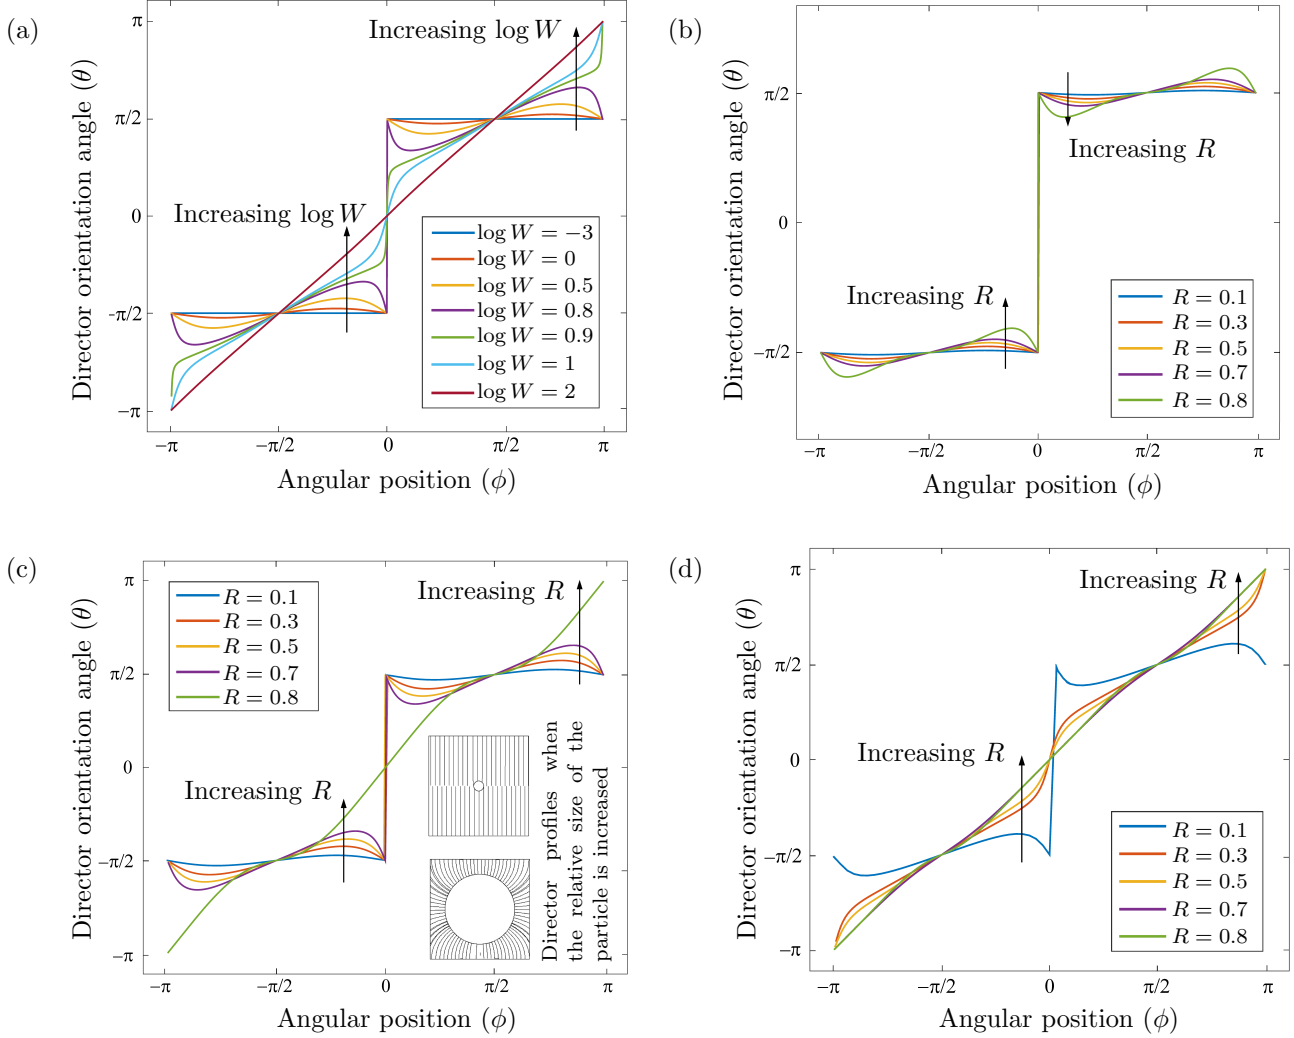 (a)
Director orientation angle (θ)
π
π/2
0
-π/2
−π
Increasing log W
Increasing log W
log W = −3
log W = 0
log W = 0.5
log W = 0.8
log W = 0.9
log W = 1
log W = 2
−π
−π/2
0
π/2
π
Angular position (ϕ)
(b)
Director orientation angle (θ)
π/2
0
−π/2
Increasing R
Increasing R
R = 0.1
R = 0.3
R = 0.5
R = 0.7
R = 0.8
−π
−π/2
0
π/2
π
Angular position (ϕ)
(c)
Director orientation angle (θ)
π
π/2
0
−π/2
−π
R = 0.1
R = 0.3
R = 0.5
R = 0.7
R = 0.8
Increasing R
Increasing R
Director profiles when
the relative size of the
particle is increased
−π
−π/2
0
π/2
π
Angular position (ϕ)
(d)
Director orientation angle (θ)
π
π/2
0
−π/2
−π
Increasing R
Increasing R
R = 0.1
R = 0.3
R = 0.5
R = 0.7
R = 0.8
−π
−π/2
0
π/2
π
Angular position (ϕ)